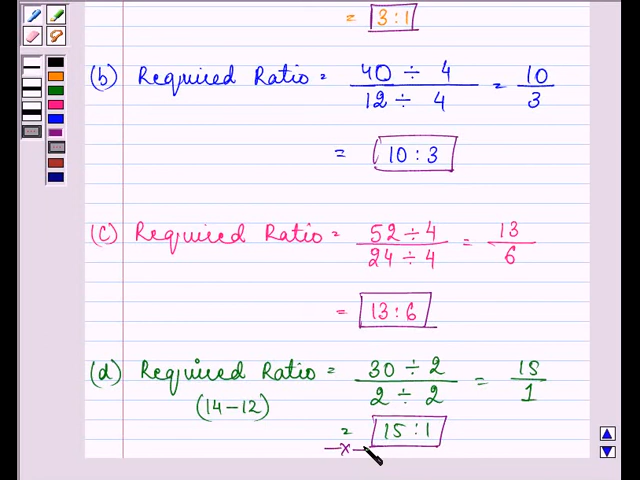 = 3:1
(b) Required Ratio = 40 ÷ 4 / 12 ÷ 4 = 10 / 3
= 10 : 3
(c) Required Ratio = 52 ÷ 4 / 24 ÷ 4 = 13 / 6
= 13 : 6
(d) Required Ratio = 30 ÷ 2 / 2 ÷ 2 = 15 / 1
(14-12)
= 15 : 1
—x—